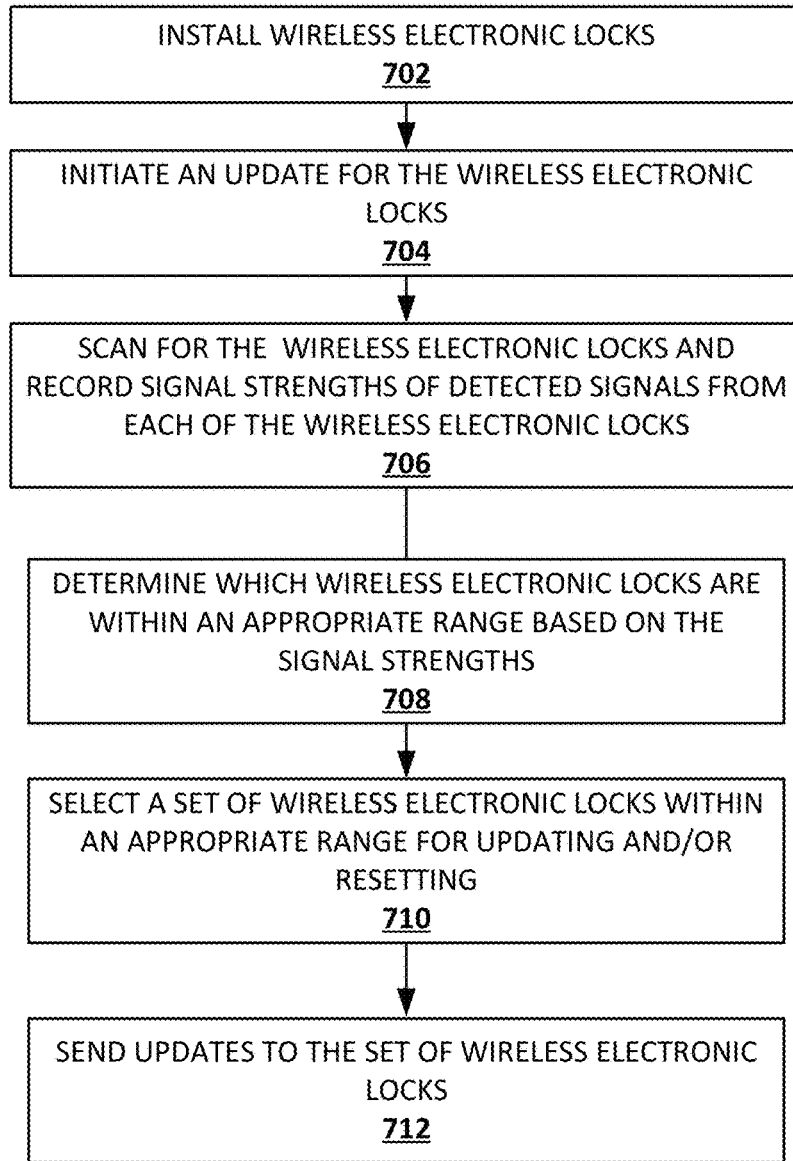 INSTALL WIRELESS ELECTRONIC LOCKS
702
INITIATE AN UPDATE FOR THE WIRELESS ELECTRONIC
LOCKS
704
SCAN FOR THE WIRELESS ELECTRONIC LOCKS AND
RECORD SIGNAL STRENGTHS OF DETECTED SIGNALS FROM
EACH OF THE WIRELESS ELECTRONIC LOCKS
706
DETERMINE WHICH WIRELESS ELECTRONIC LOCKS ARE
WITHIN AN APPROPRIATE RANGE BASED ON THE
SIGNAL STRENGTHS
708
SELECT A SET OF WIRELESS ELECTRONIC LOCKS WITHIN
AN APPROPRIATE RANGE FOR UPDATING AND/OR
RESETTING
710
SEND UPDATES TO THE SET OF WIRELESS ELECTRONIC
LOCKS
712